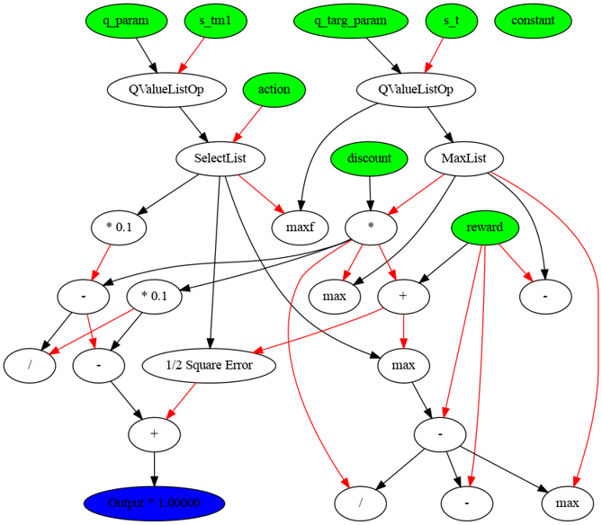 q_param
s_tm1
q_targ_param
s_t
constant
QValueListOp
action
QValueListOp
SelectList
discount
MaxList
* 0.1
maxf
*
reward
-
* 0.1
max
+
-
/
-
1/2 Square Error
max
+
-
Output * 1.00000
/
-
max